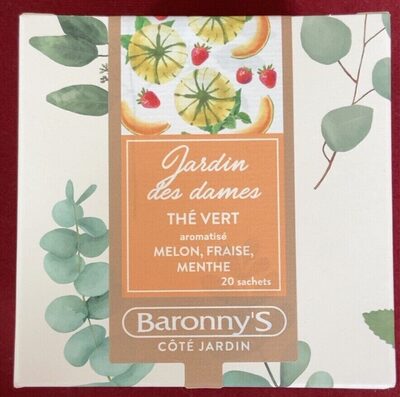 Jardin
des dames
THÉ VERT
aromatisé
MELON, FRAISE,
MENTHE
20 sachets
Baronny'S
CÔTÉ JARDIN